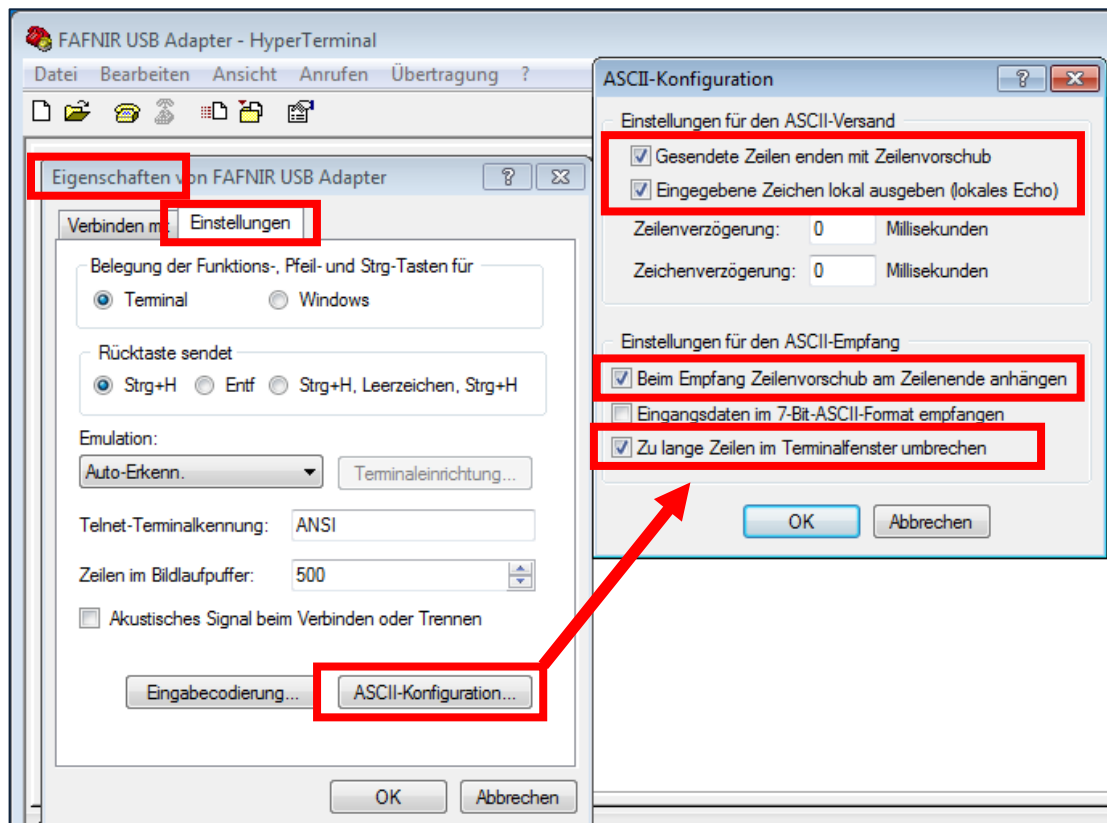 FAFNIR USB Adapter - HyperTerminal
Datei Bearbeiten Ansicht Anrufen Übertragung ?
Eigenschaften von FAFNIR USB Adapter
Verbinden mit Einstellungen
Belegung der Funktions-, Pfeil- und Strg-Tasten für
Terminal Windows
Rücktaste sendet
Strg+H Entf Strg+H, Leerzeichen, Strg+H
Emulation:
Auto-Erkenn. Terminaleinrichtung...
Telnet-Terminalkennung: ANSI
Zeilen im Bildlaufpuffer: 500
Akustisches Signal beim Verbinden oder Trennen
Eingabecodierung... ASCII-Konfiguration...
OK Abbrechen
ASCII-Konfiguration
Einstellungen für den ASCII-Versand
Gesendete Zeilen enden mit Zeilenvorschub
Eingegebene Zeichen lokal ausgeben (lokales Echo)
Zeilenverzögerung: 0 Millisekunden
Zeichenverzögerung: 0 Millisekunden
Einstellungen für den ASCII-Empfang
Beim Empfang Zeilenvorschub am Zeilenende anhängen
Eingangsdaten im 7-Bit-ASCII-Format empfangen
Zu lange Zeilen im Terminalfenster umbrechen
OK Abbrechen